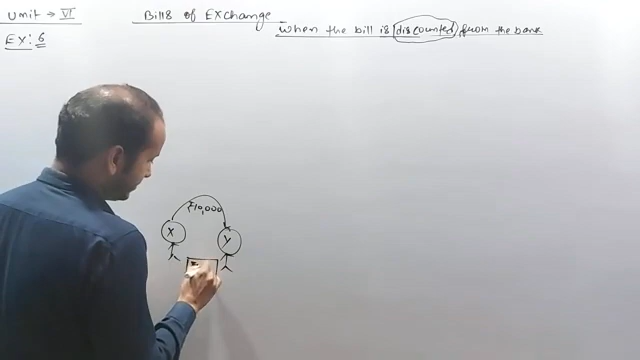 Unit → VI
Bills of Exchange
When the bill is discounted from the bank
EX: 6
₹10,000
X
Y